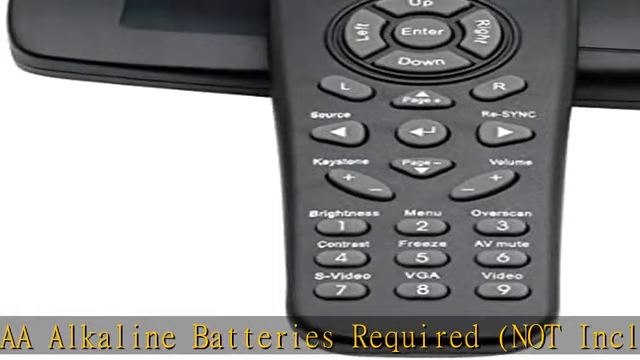 Up
Left Enter Right
Down
L Page + R
Source Re-SYNC
Keystone Page – Volume
+ – – +
Brightness Menu Overscan
1 2 3
Contrast Freeze AV mute
4 5 6
S-Video VGA Video
7 8 9
AA Alkaline Batteries Required (NOT Incl